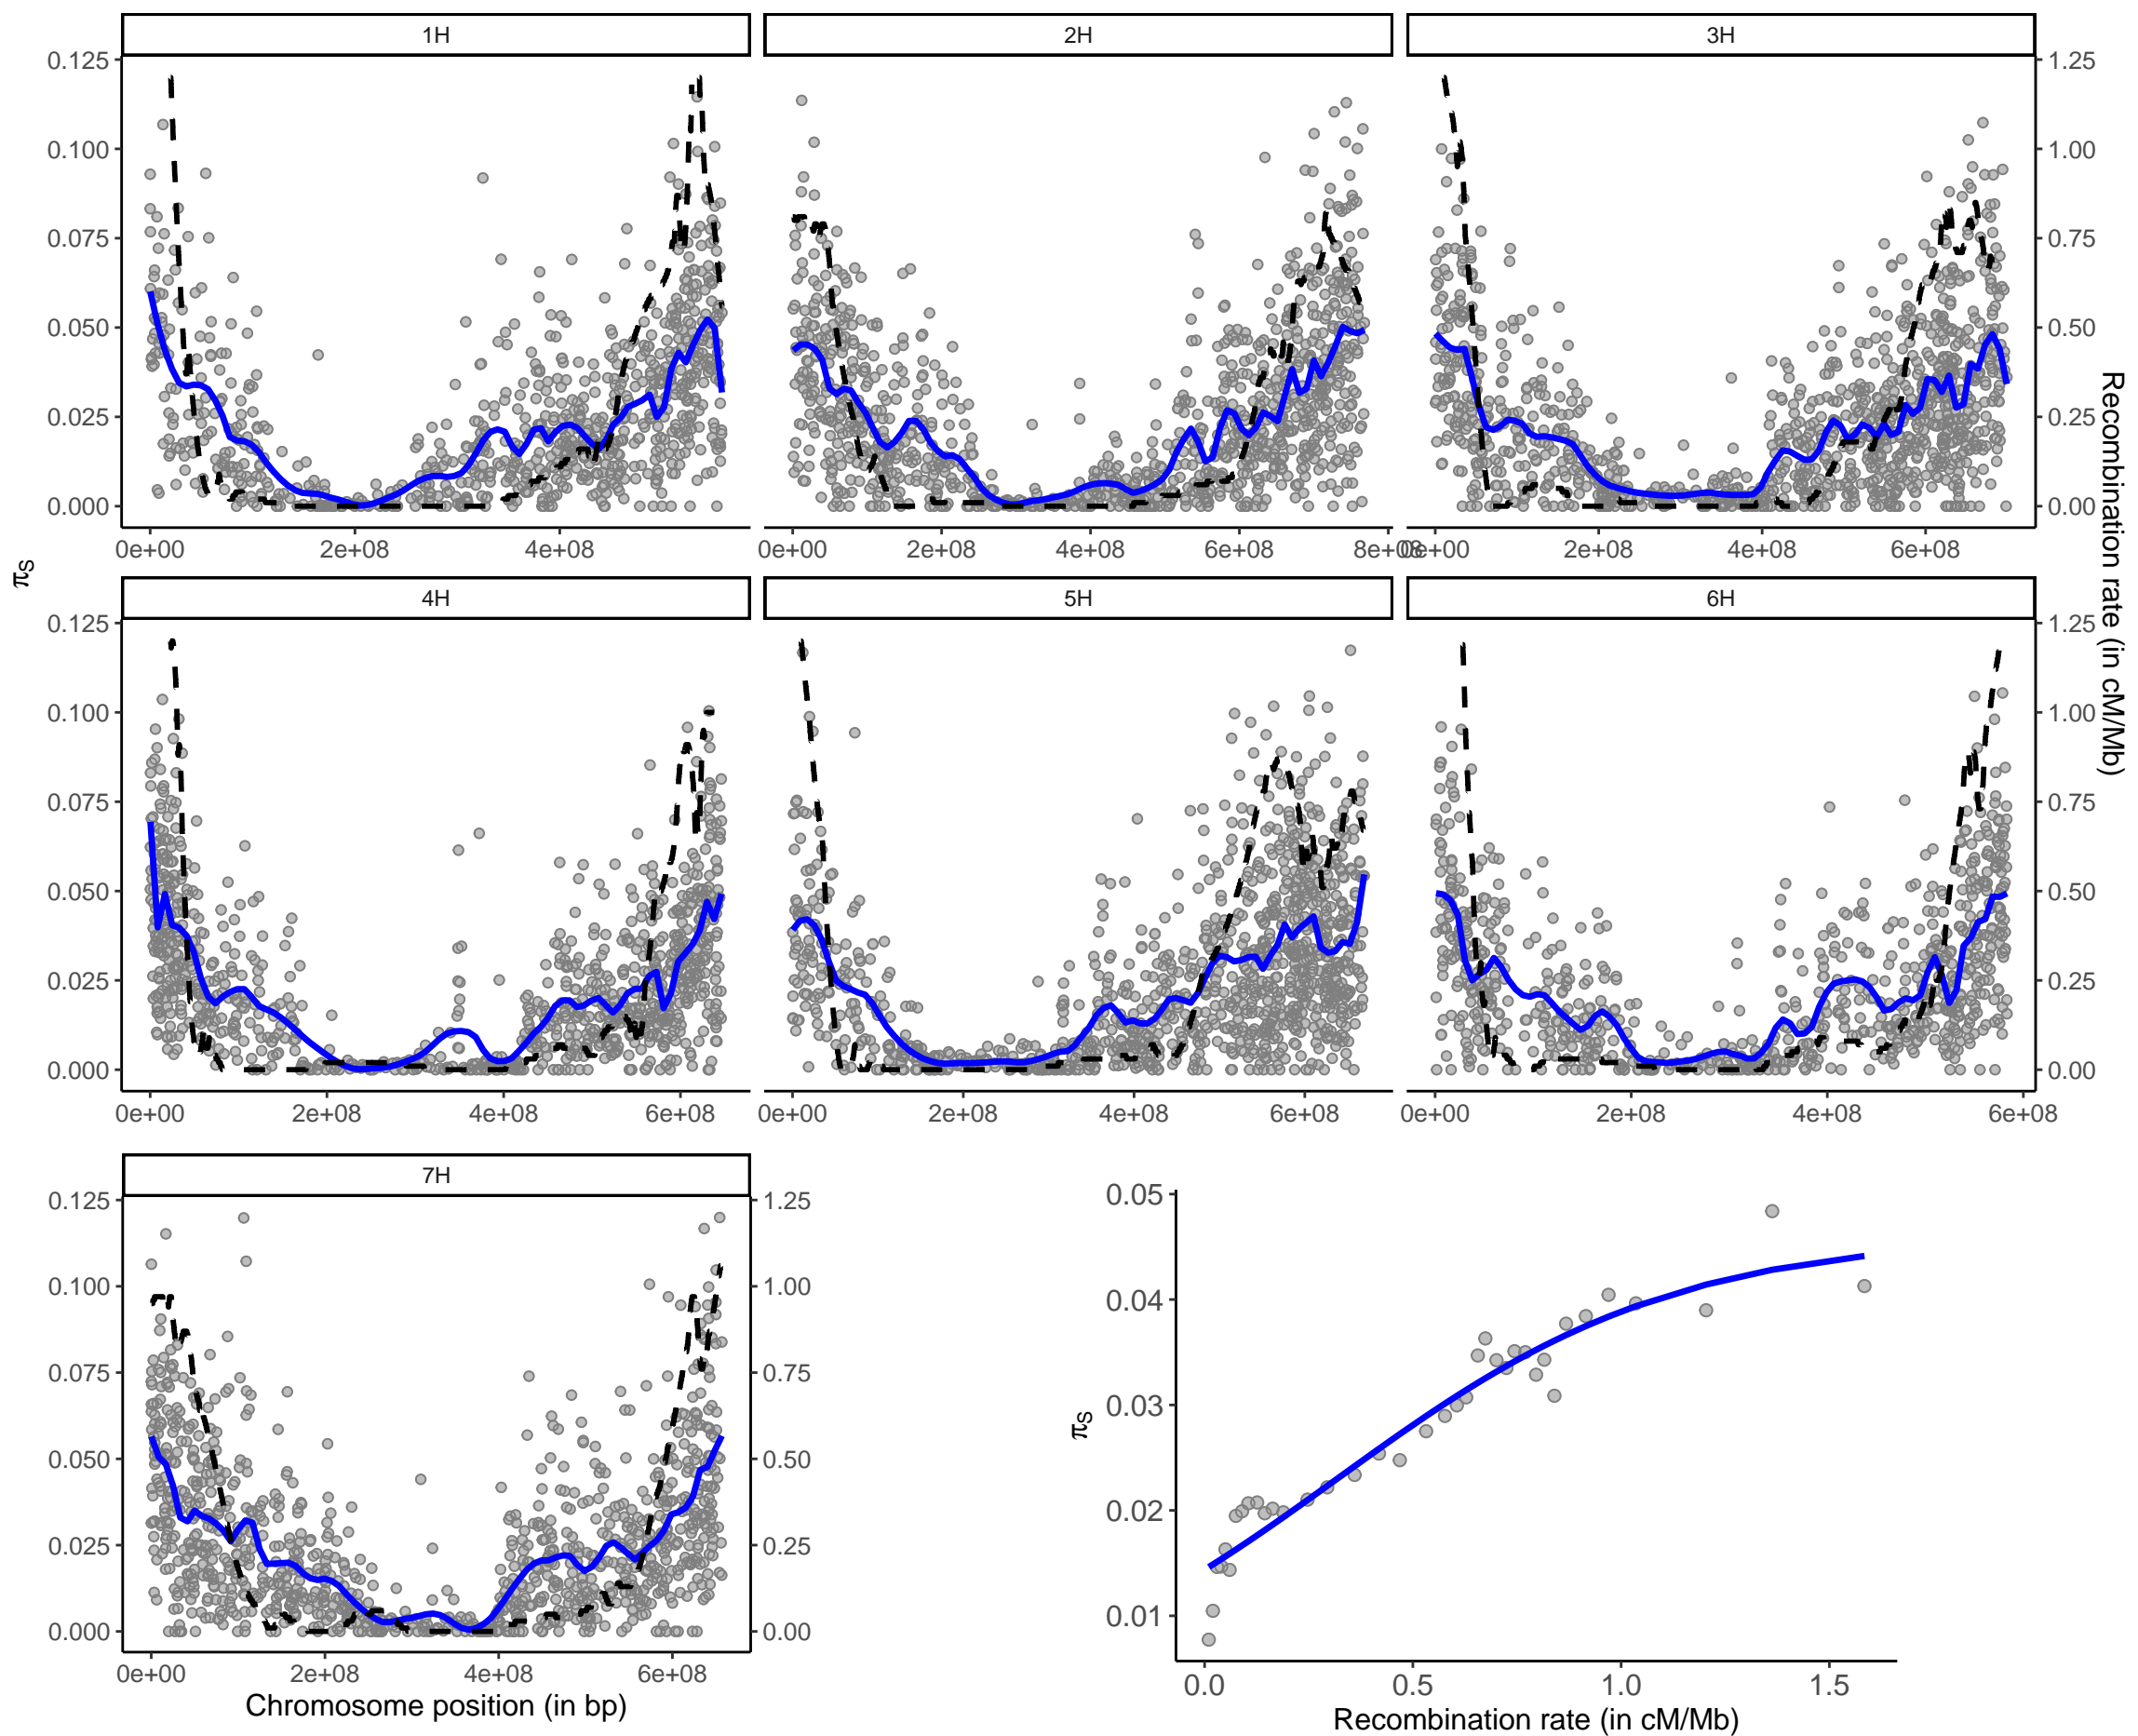 1H 2H 3H
0.125 1.25
0.100 1.00
0.075 0.75
0.050 0.50
0.025 0.25
0.000 0.00
0e+00 2e+08 4e+08 0e+00 2e+08 4e+08 6e+08 8e+08 0e+00 2e+08 4e+08 6e+08
πS
Recombination rate (in cM/Mb)
4H 5H 6H
0.125 1.25
0.100 1.00
0.075 0.75
0.050 0.50
0.025 0.25
0.000 0.00
0e+00 2e+08 4e+08 6e+08 0e+00 2e+08 4e+08 6e+08 0e+00 2e+08 4e+08 6e+08
7H
0.125 1.25
0.100 1.00
0.075 0.75
0.050 0.50
0.025 0.25
0.000 0.00
0e+00 2e+08 4e+08 6e+08
Chromosome position (in bp)
0.05
0.04
0.03
0.02
0.01
πS
0.0 0.5 1.0 1.5
Recombination rate (in cM/Mb)